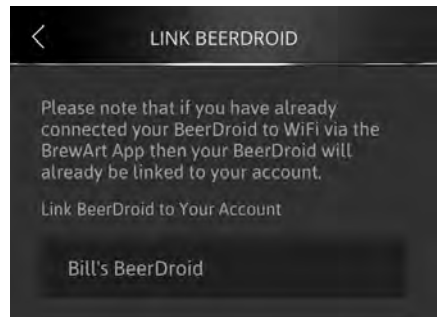 LINK BEERDROID
Please note that if you have already
connected your BeerDroid to WiFi via the
BrewArt App then your BeerDroid will
already be linked to your account.
Link BeerDroid to Your Account
Bill's BeerDroid